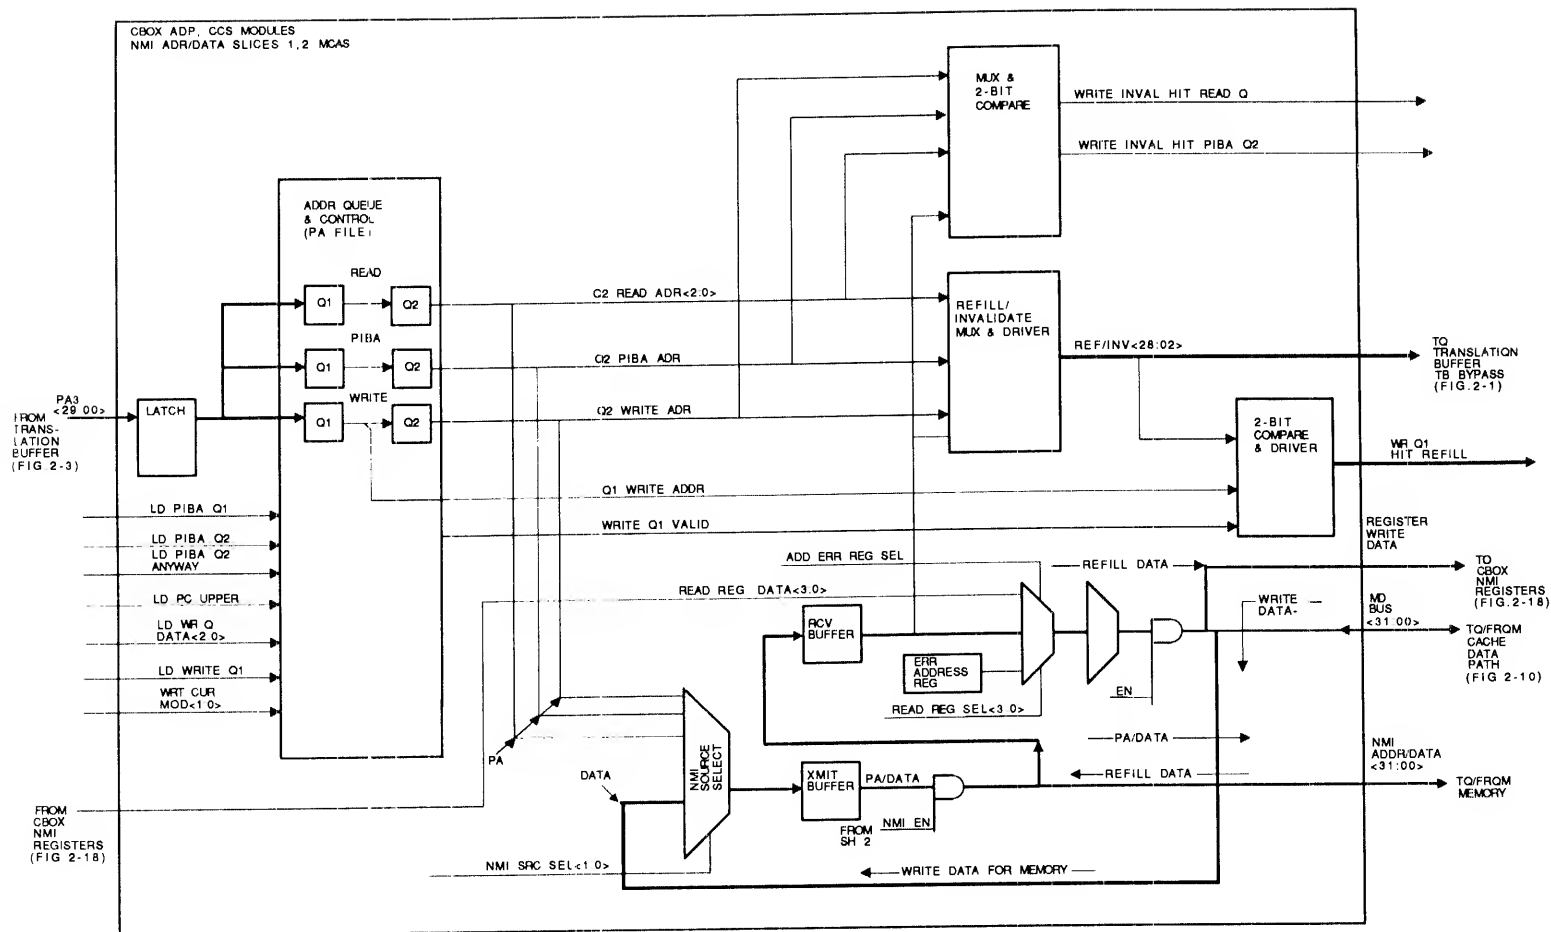 CBOX ADP, CCS MODULES
NMI ADR/DATA SLICES 1,2 MCAS
MUX &
2-BIT
COMPARE
WRITE INVAL HIT READ Q
WRITE INVAL HIT PIBA Q2
ADDR QUEUE
& CONTROL
(PA FILE)
READ
Q1
Q2
C2 READ ADR<2:0>
REFILL/
INVALIDATE
MUX & DRIVER
REF/INV<28:02>
TO
TRANSLATION
BUFFER
TB BYPASS
(FIG.2-1)
PIBA
Q1
Q2
Q2 PIBA ADR
WRITE
Q1
Q2
Q2 WRITE ADR
PA3
<29 00>
FROM
TRANS-
LATION
BUFFER
(FIG 2-3)
LATCH
2-BIT
COMPARE
& DRIVER
WR Q1
HIT REFILL
Q1 WRITE ADDR
WRITE Q1 VALID
LD PIBA Q1
LD PIBA Q2
LD PIBA Q2
ANYWAY
LD PC UPPER
LD WR Q
DATA<2:0>
LD WRITE Q1
WRT CUR
MOD<1:0>
REGISTER
WRITE
DATA
ADD ERR REG SEL
REFILL DATA
TO
CBOX
NMI
REGISTERS
(FIG.2-18)
READ REG DATA<3:0>
RCV
BUFFER
WRITE
DATA-
MD
BUS
<31:00>
TO/FROM
CACHE
DATA
PATH
(FIG 2-10)
ERR
ADDRESS
REG
EN
READ REG SEL<3 0>
PA/DATA
PA
NMI
ADDR/DATA
<31:00>
REFILL DATA
TO/FROM
MEMORY
DATA
NMI
SOURCE
SELECT
XMIT
BUFFER
PA/DATA
FROM
SH 2
NMI EN
FROM
CBOX
NMI
REGISTERS
(FIG 2-18)
NMI SRC SEL<1 0>
WRITE DATA FOR MEMORY